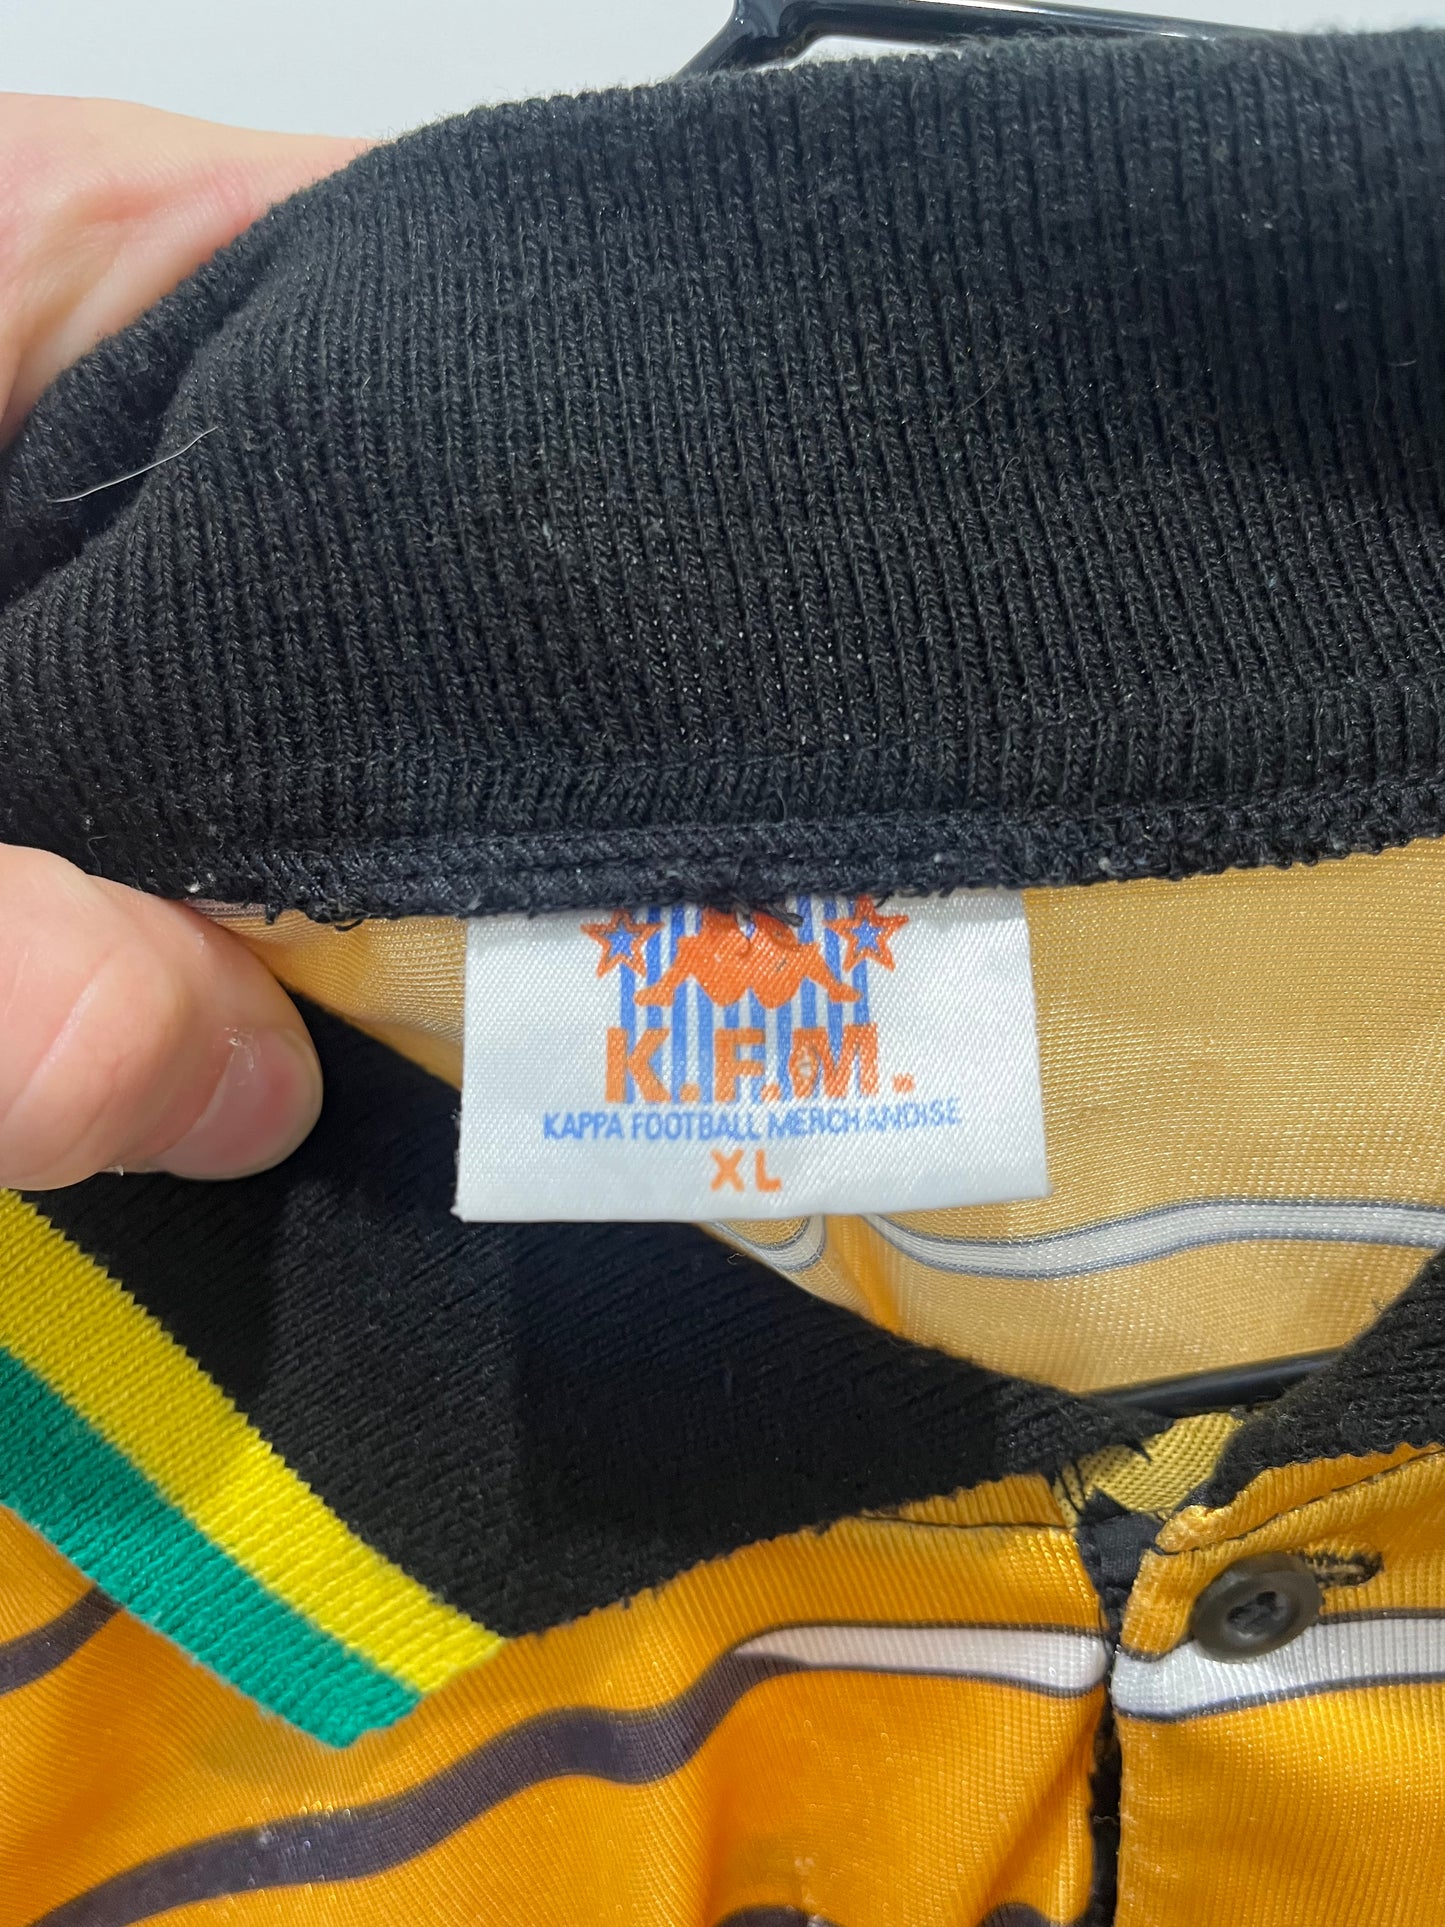 K.F.M.
KAPPA FOOTBALL MERCHANDISE
XL